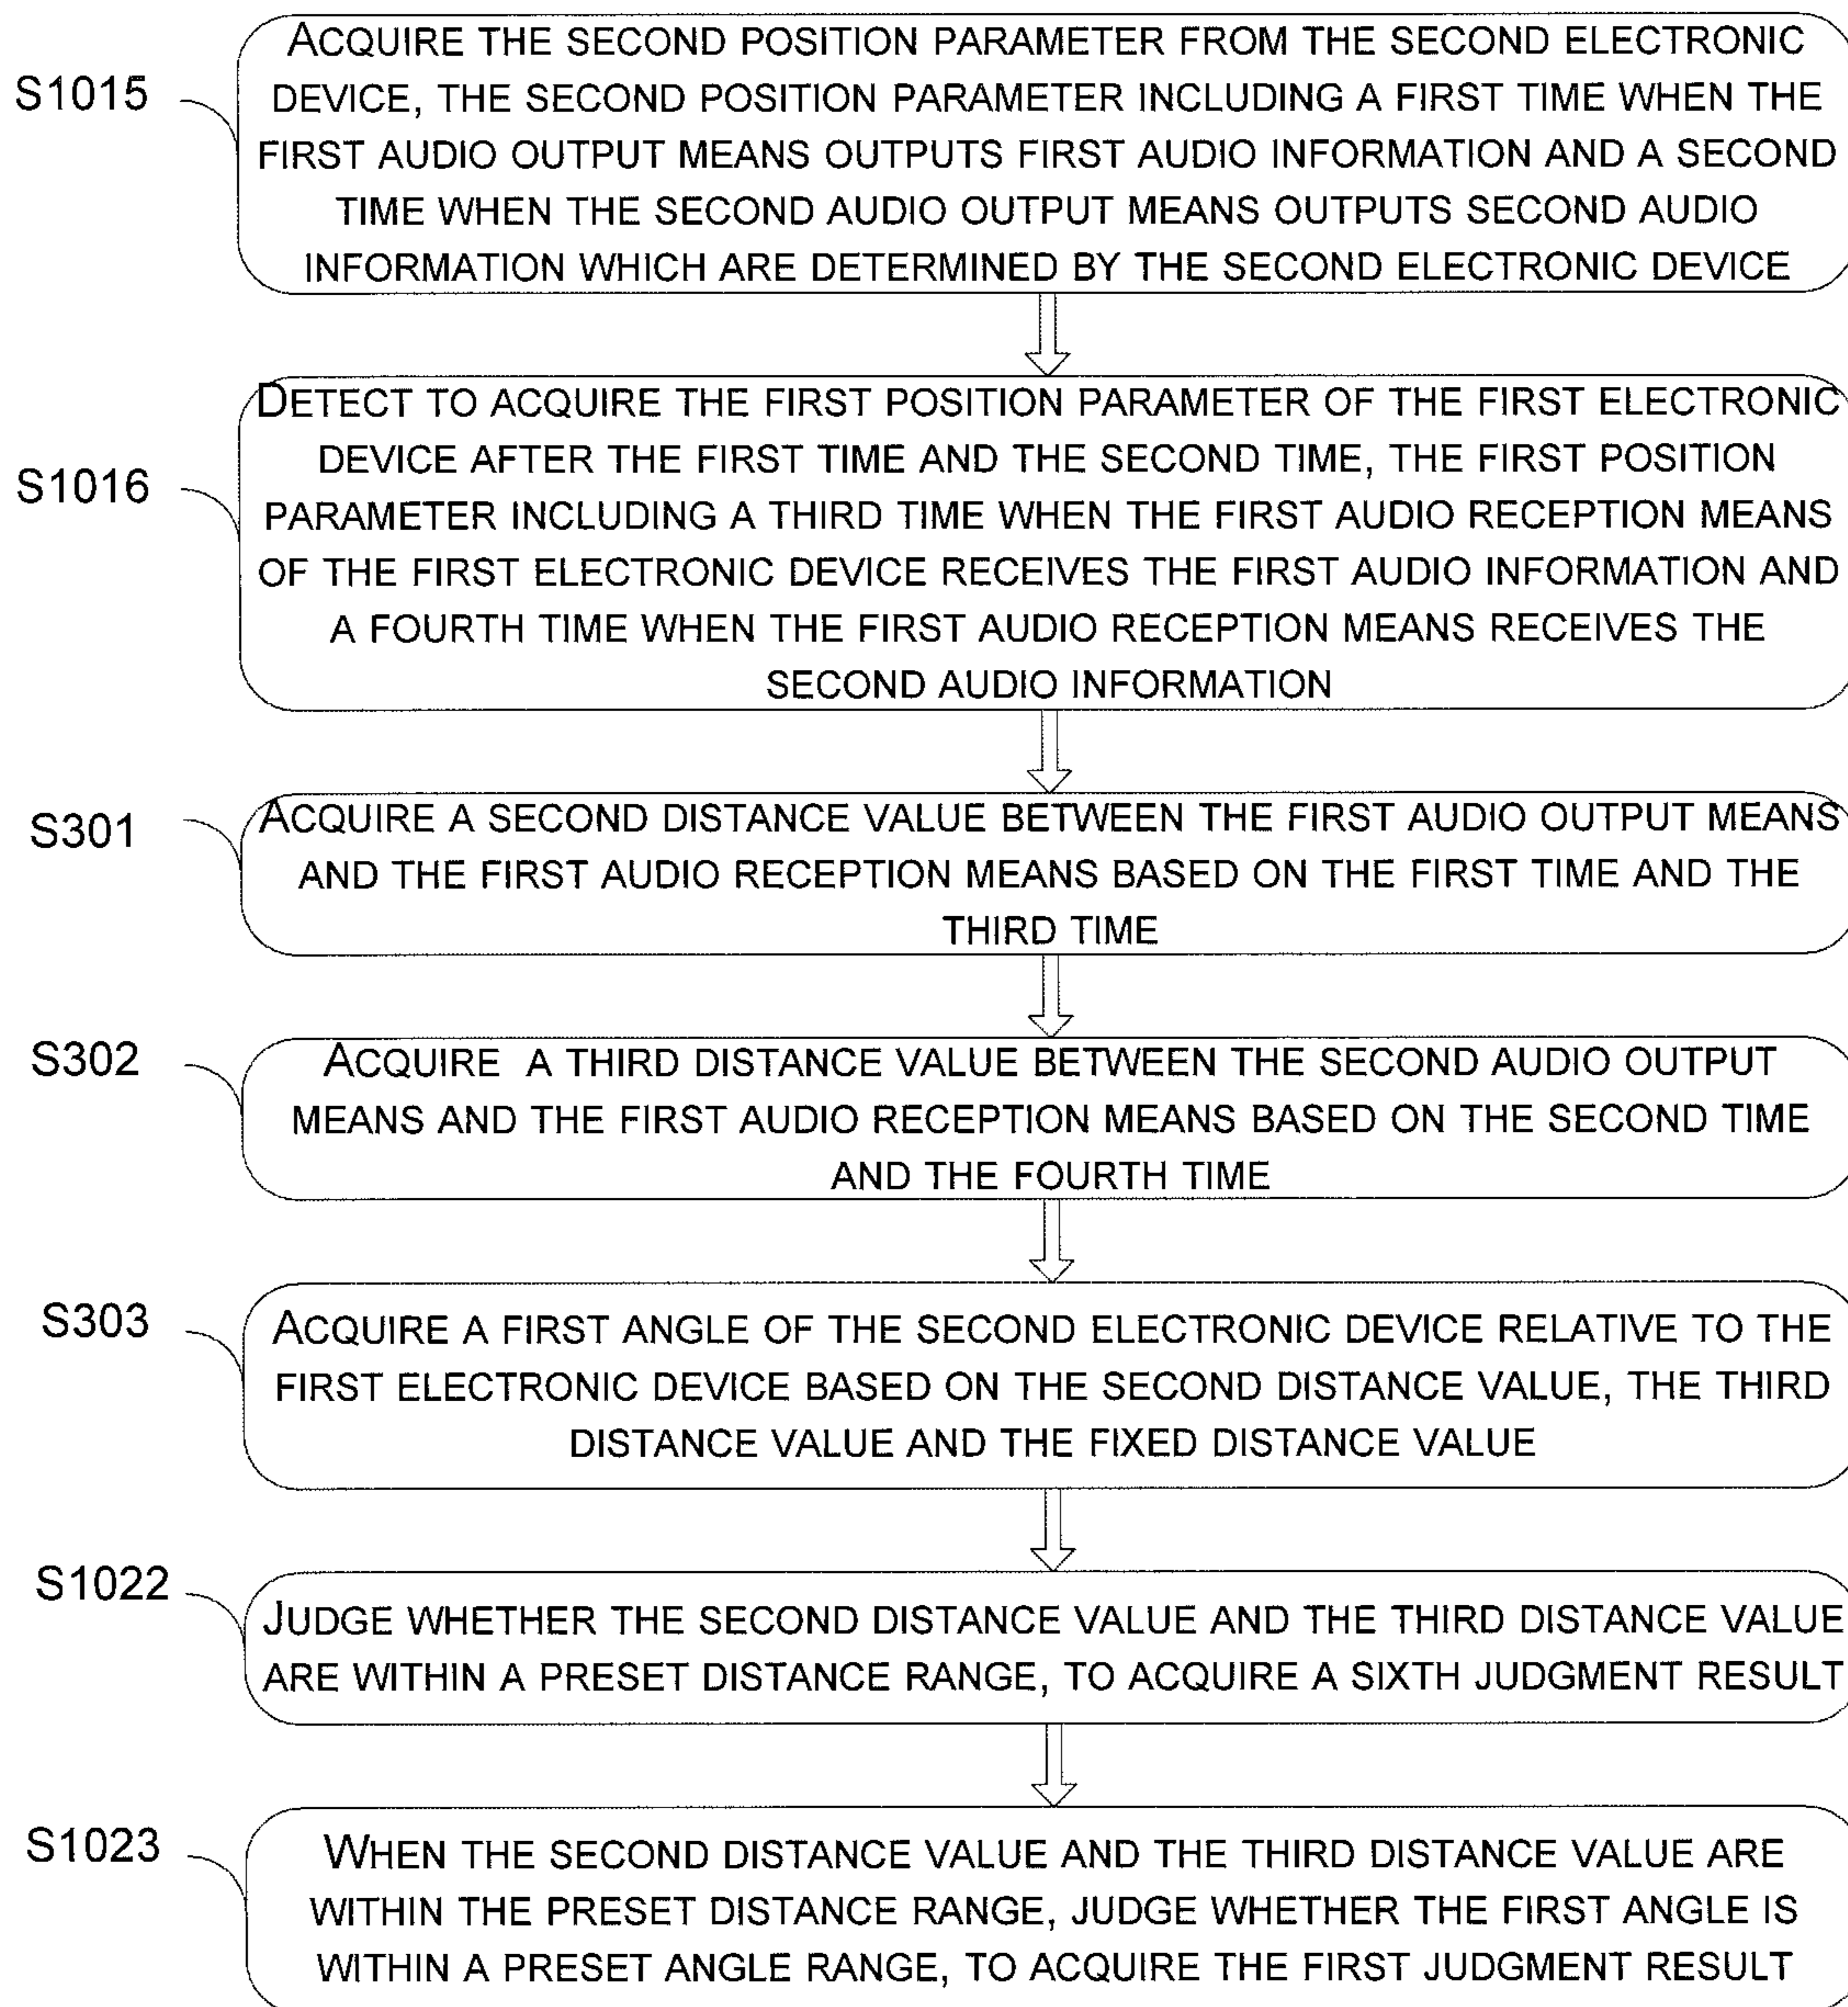 S1015
ACQUIRE THE SECOND POSITION PARAMETER FROM THE SECOND ELECTRONIC
DEVICE, THE SECOND POSITION PARAMETER INCLUDING A FIRST TIME WHEN THE
FIRST AUDIO OUTPUT MEANS OUTPUTS FIRST AUDIO INFORMATION AND A SECOND
TIME WHEN THE SECOND AUDIO OUTPUT MEANS OUTPUTS SECOND AUDIO
INFORMATION WHICH ARE DETERMINED BY THE SECOND ELECTRONIC DEVICE
S1016
DETECT TO ACQUIRE THE FIRST POSITION PARAMETER OF THE FIRST ELECTRONIC
DEVICE AFTER THE FIRST TIME AND THE SECOND TIME, THE FIRST POSITION
PARAMETER INCLUDING A THIRD TIME WHEN THE FIRST AUDIO RECEPTION MEANS
OF THE FIRST ELECTRONIC DEVICE RECEIVES THE FIRST AUDIO INFORMATION AND
A FOURTH TIME WHEN THE FIRST AUDIO RECEPTION MEANS RECEIVES THE
SECOND AUDIO INFORMATION
S301
ACQUIRE A SECOND DISTANCE VALUE BETWEEN THE FIRST AUDIO OUTPUT MEANS
AND THE FIRST AUDIO RECEPTION MEANS BASED ON THE FIRST TIME AND THE
THIRD TIME
S302
ACQUIRE A THIRD DISTANCE VALUE BETWEEN THE SECOND AUDIO OUTPUT
MEANS AND THE FIRST AUDIO RECEPTION MEANS BASED ON THE SECOND TIME
AND THE FOURTH TIME
S303
ACQUIRE A FIRST ANGLE OF THE SECOND ELECTRONIC DEVICE RELATIVE TO THE
FIRST ELECTRONIC DEVICE BASED ON THE SECOND DISTANCE VALUE, THE THIRD
DISTANCE VALUE AND THE FIXED DISTANCE VALUE
S1022
JUDGE WHETHER THE SECOND DISTANCE VALUE AND THE THIRD DISTANCE VALUE
ARE WITHIN A PRESET DISTANCE RANGE, TO ACQUIRE A SIXTH JUDGMENT RESULT
S1023
WHEN THE SECOND DISTANCE VALUE AND THE THIRD DISTANCE VALUE ARE
WITHIN THE PRESET DISTANCE RANGE, JUDGE WHETHER THE FIRST ANGLE IS
WITHIN A PRESET ANGLE RANGE, TO ACQUIRE THE FIRST JUDGMENT RESULT